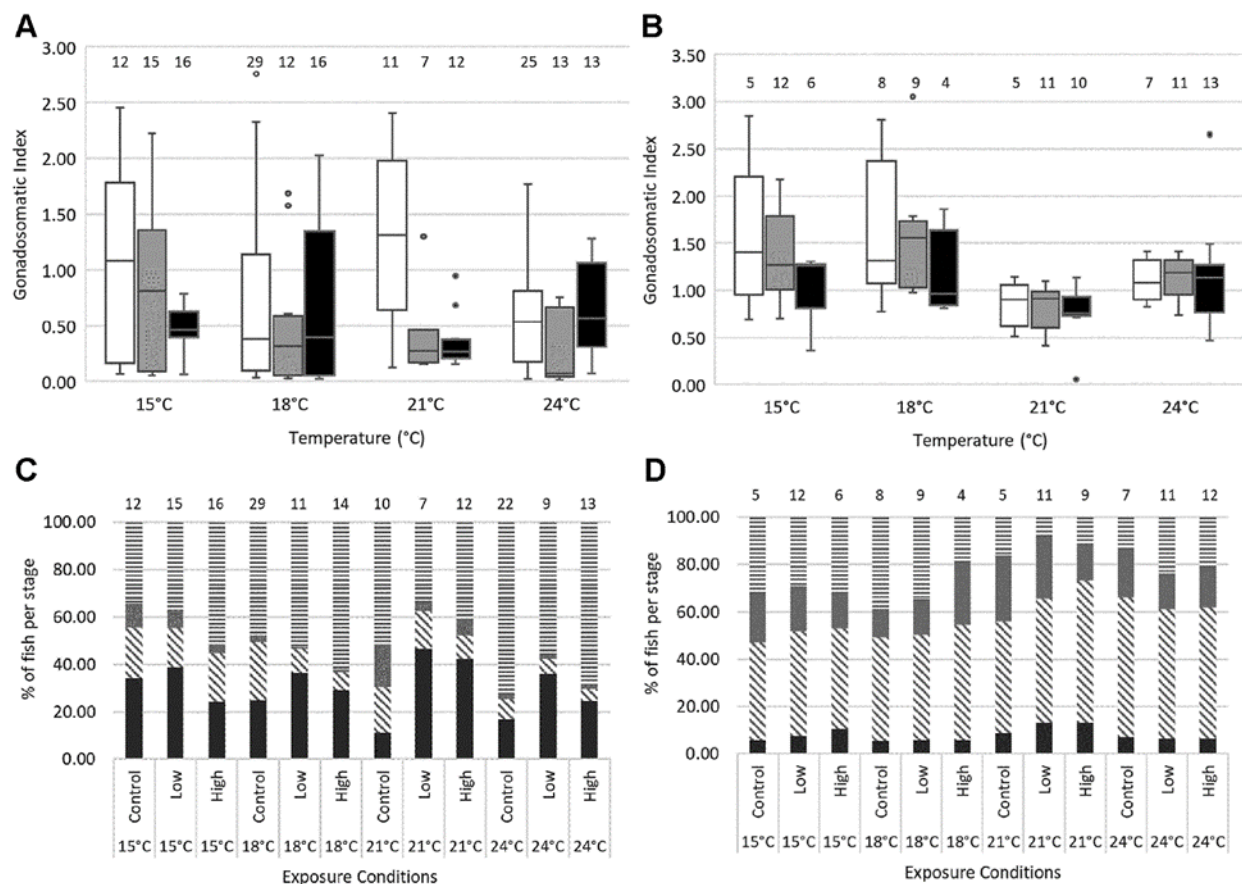 A
3.00
12 15 16 29 12 16 11 7 12 25 13 13
2.50
2.00
1.50
1.00
0.50
0.00
Gonadosomatic Index
15°C 18°C 21°C 24°C
Temperature (°C)
B
3.50
5 12 6 8 9 4 5 11 10 7 11 13
3.00
2.50
2.00
1.50
1.00
0.50
0.00
Gonadosomatic Index
15°C 18°C 21°C 24°C
Temperature (°C)
C
12 15 16 29 11 14 10 7 12 22 9 13
100.00
80.00
60.00
40.00
20.00
0.00
% of fish per stage
Control Low High Control Low High Control Low High Control Low High
15°C 15°C 15°C 18°C 18°C 18°C 21°C 21°C 21°C 24°C 24°C 24°C
Exposure Conditions
D
5 12 6 8 9 4 5 11 9 7 11 12
100.00
80.00
60.00
40.00
20.00
0.00
% of fish per stage
Control Low High Control Low High Control Low High Control Low High
15°C 15°C 15°C 18°C 18°C 18°C 21°C 21°C 21°C 24°C 24°C 24°C
Exposure Conditions